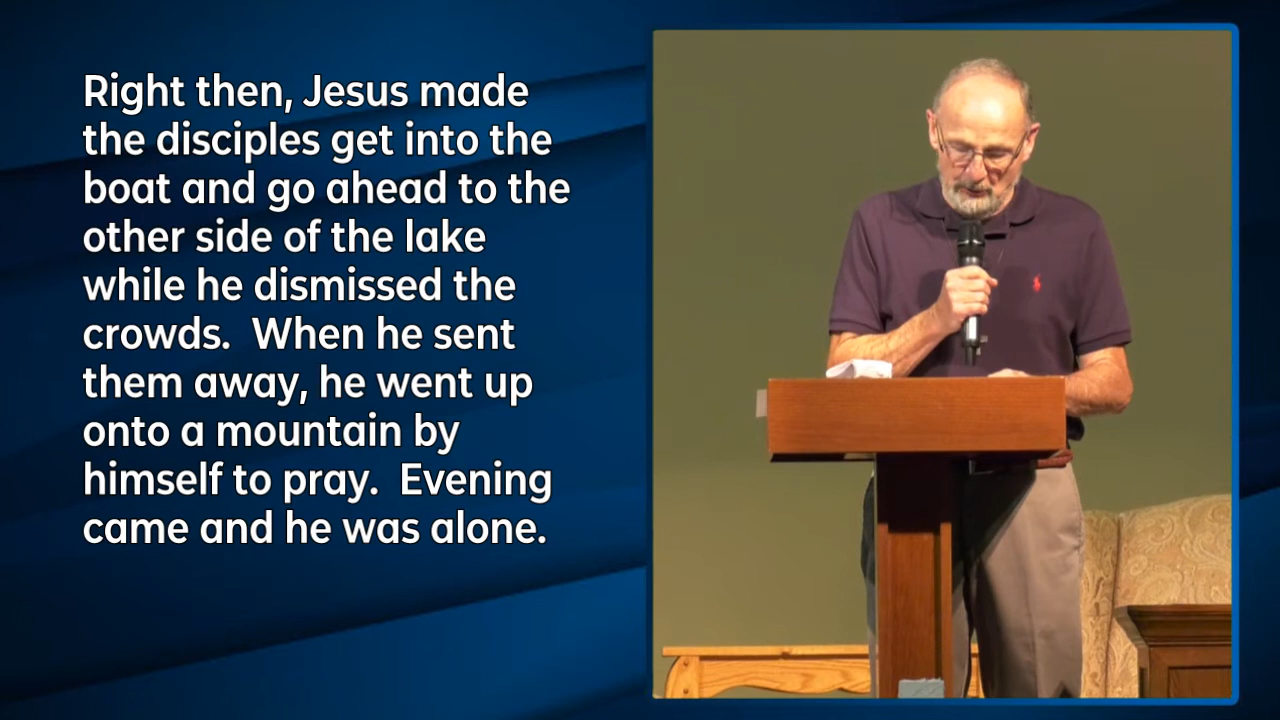 Right then, Jesus made
the disciples get into the
boat and go ahead to the
other side of the lake
while he dismissed the
crowds.  When he sent
them away, he went up
onto a mountain by
himself to pray.  Evening
came and he was alone.